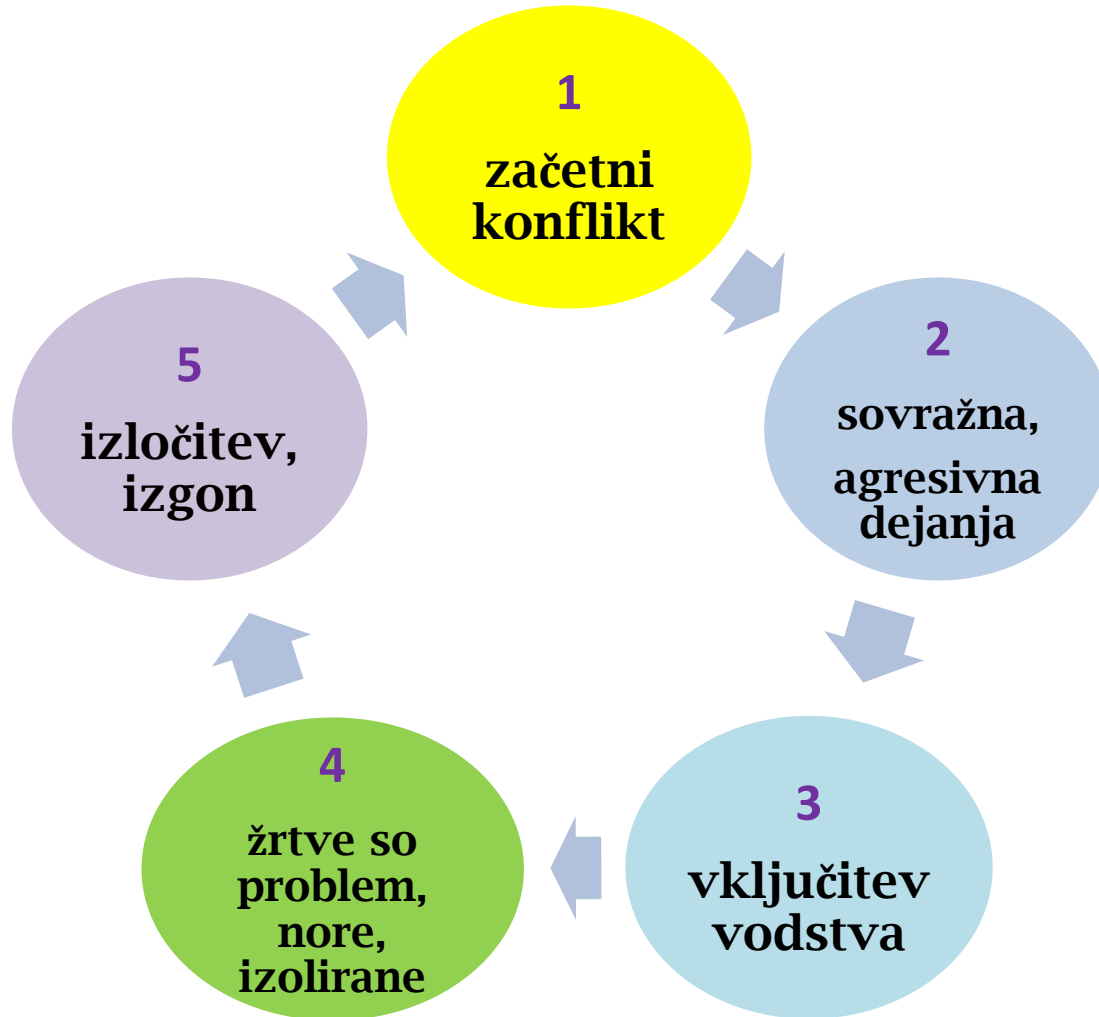 1
začetni
konflikt
2
sovražna,
agresivna
dejanja
3
vključitev
vodstva
4
žrtve so
problem,
nore,
izolirane
5
izločitev,
izgon